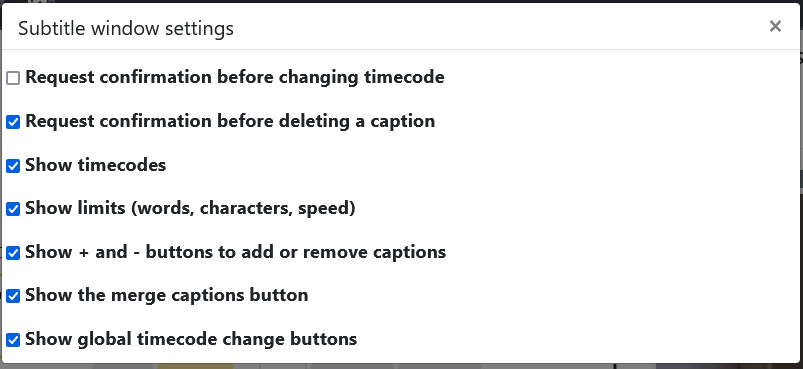 Subtitle window settings
Request confirmation before changing timecode
Request confirmation before deleting a caption
Show timecodes
Show limits (words, characters, speed)
Show + and - buttons to add or remove captions
Show the merge captions button
Show global timecode change buttons